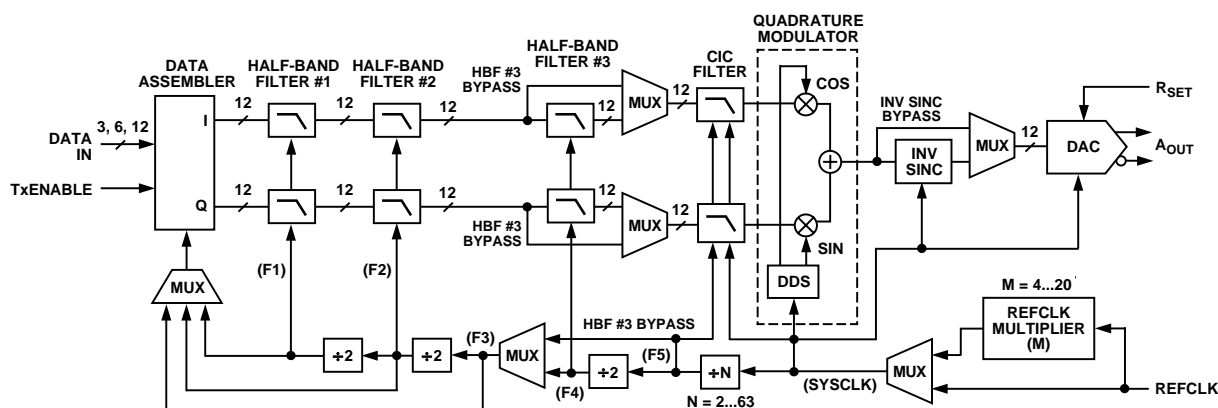 QUADRATURE
MODULATOR
DATA
ASSEMBLER
HALF-BAND
FILTER #1
HALF-BAND
FILTER #2
HBF #3
BYPASS
HALF-BAND
FILTER #3
CIC
FILTER
COS
INV SINC
BYPASS
R SET
3, 6, 12
DATA
IN
I
12
12
12
12
MUX
12
INV
SINC
MUX
12
DAC
A OUT
TxENABLE
Q
12
12
12
HBF #3
BYPASS
12
MUX
12
SIN
DDS
MUX
(F1)
(F2)
÷2
÷2
(F3)
MUX
HBF #3 BYPASS
(F4)
÷2
(F5)
÷N
N = 2...63
(SYSCLK)
MUX
M = 4...20
REFCLK
MULTIPLIER
(M)
REFCLK